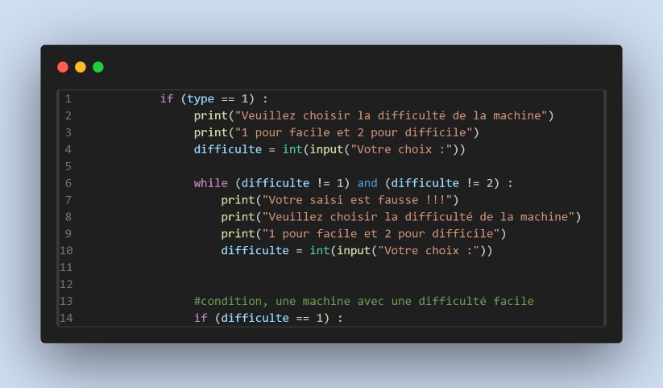 1 if (type == 1) :
2 print("Veuillez choisir la difficulté de la machine")
3 print("1 pour facile et 2 pour difficile")
4 difficulte = int(input("Votre choix :"))
5
6 while (difficulte != 1) and (difficulte != 2) :
7 print("Votre saisi est fausse !!!")
8 print("Veuillez choisir la difficulté de la machine")
9 print("1 pour facile et 2 pour difficile")
10 difficulte = int(input("Votre choix :"))
11
12
13 #condition, une machine avec une difficulté facile
14 if (difficulte == 1) :